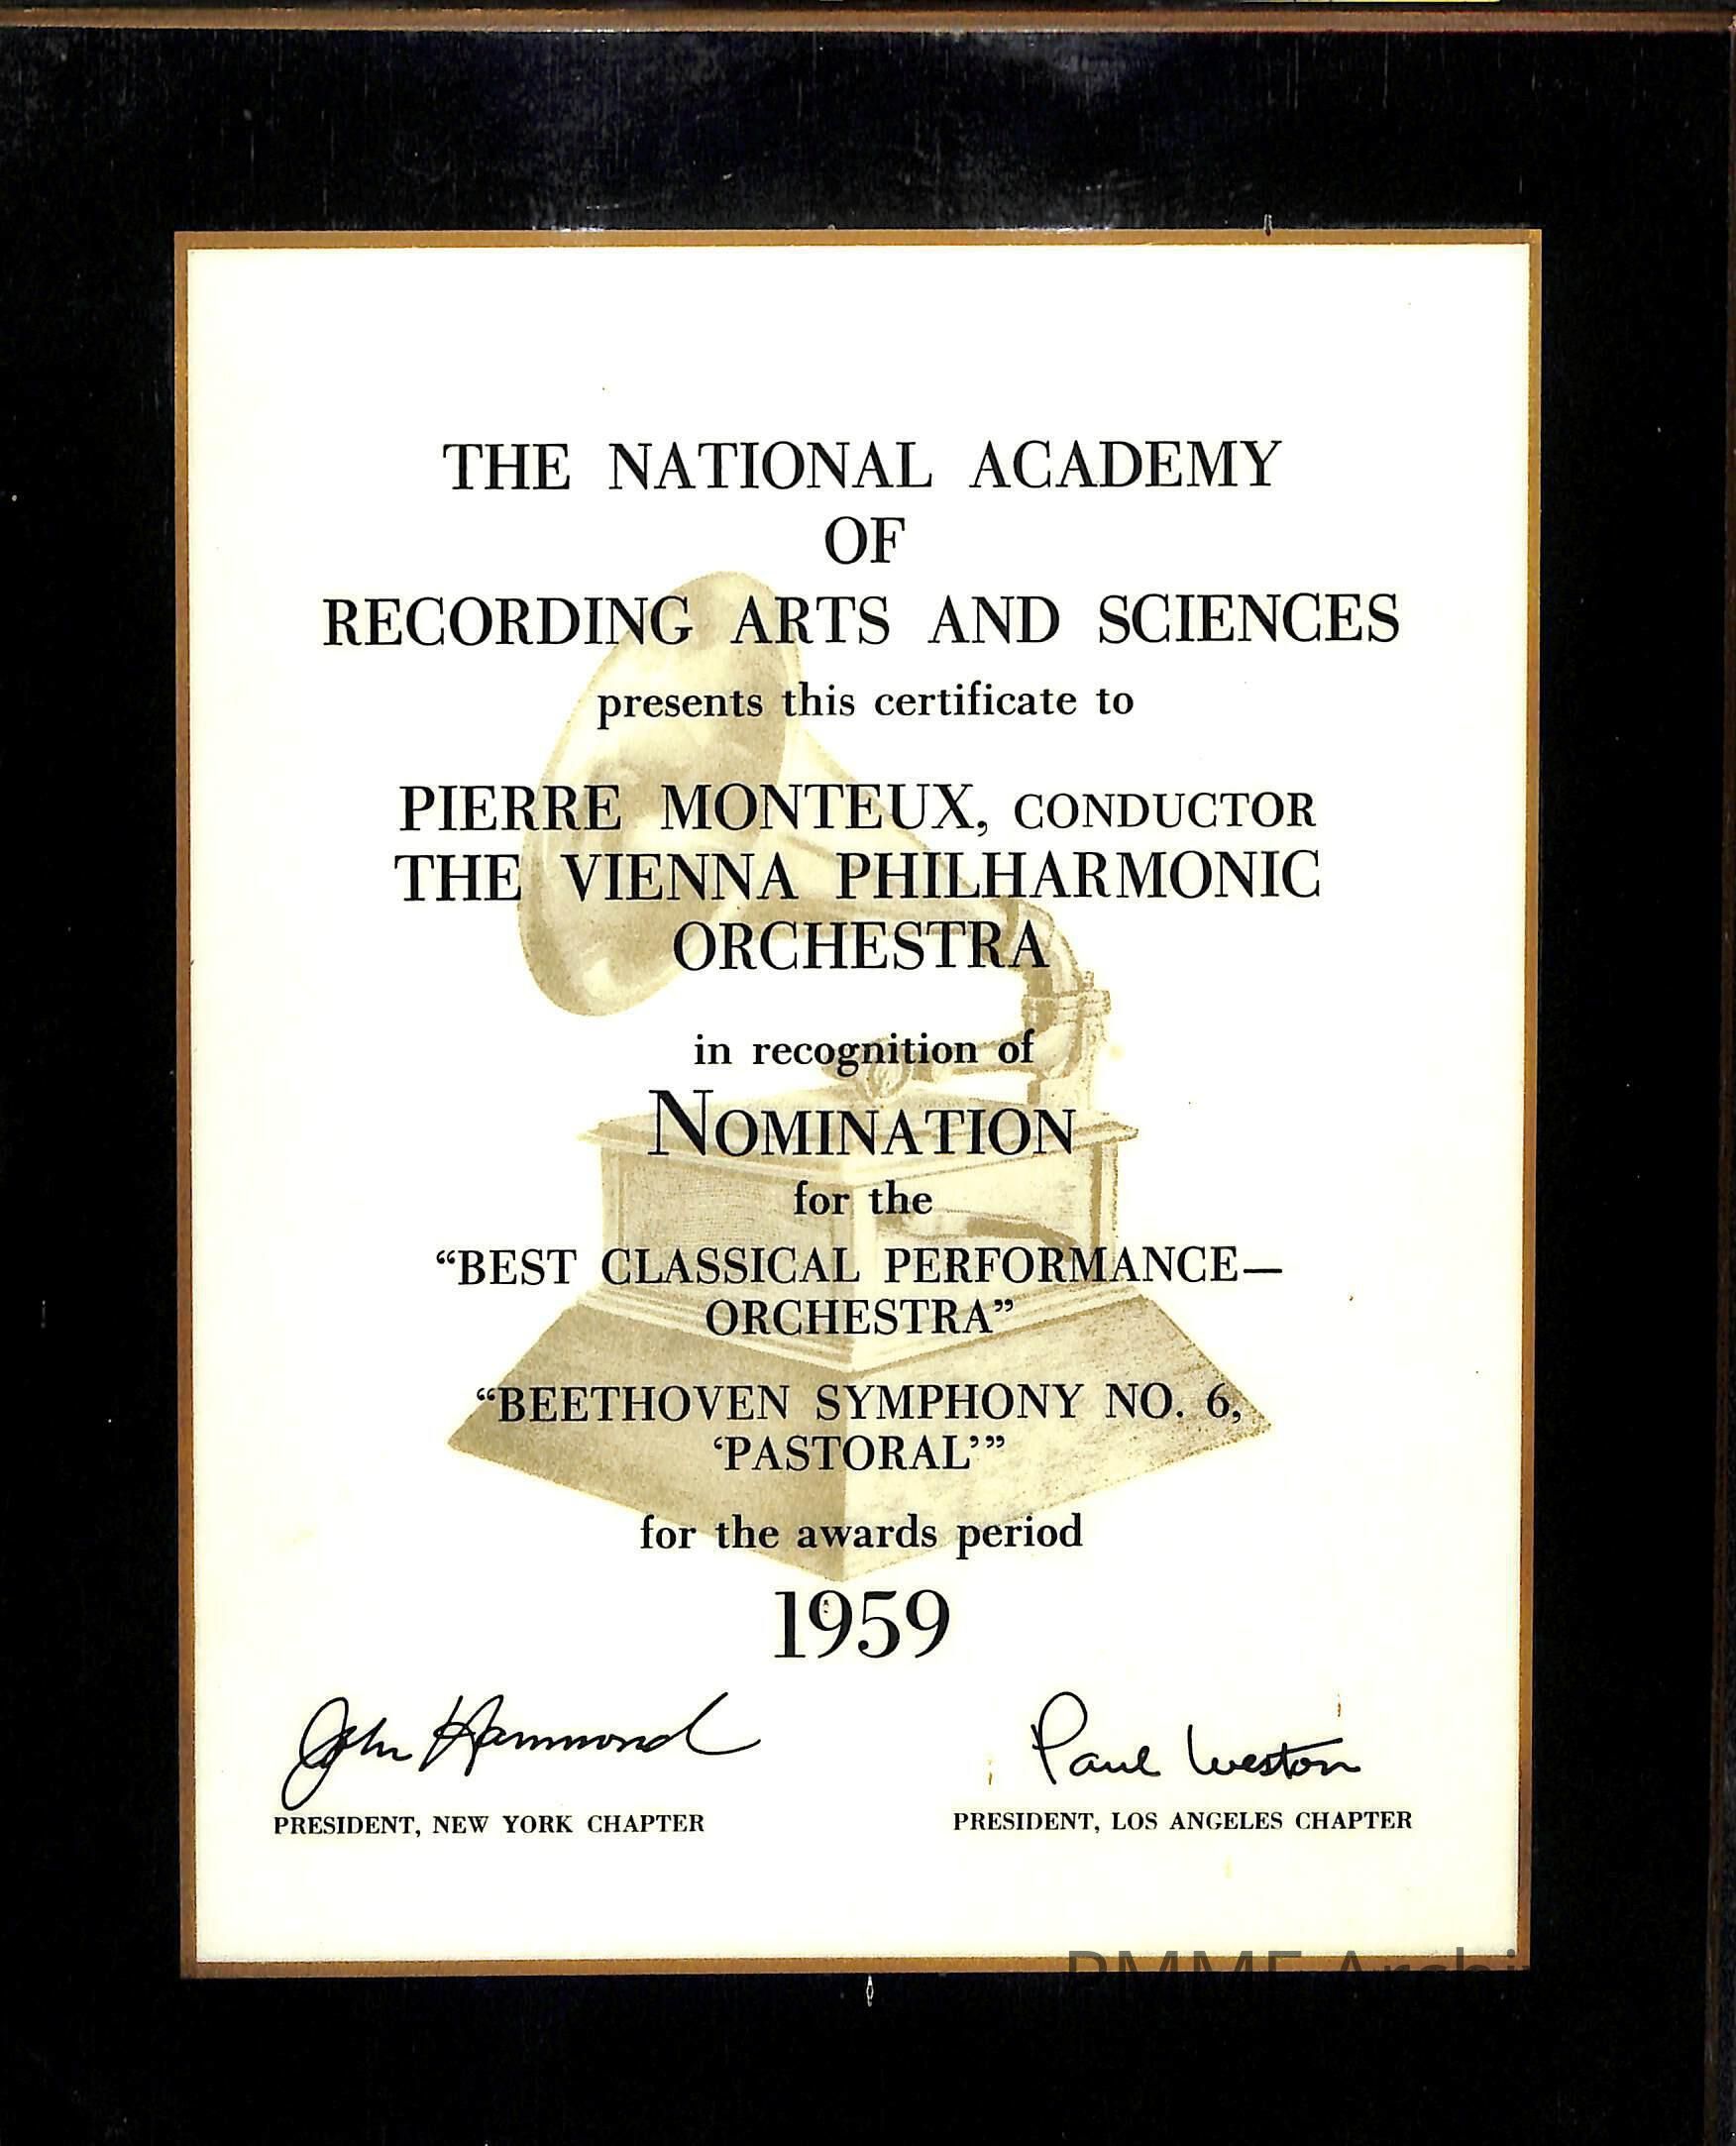 THE NATIONAL ACADEMY
OF
RECORDING ARTS AND SCIENCES
presents this certificate to
PIERRE MONTEUX, CONDUCTOR
THE VIENNA PHILHARMONIC
ORCHESTRA
in recognition of
NOMINATION
for the
“BEST CLASSICAL PERFORMANCE—
ORCHESTRA”
“BEETHOVEN SYMPHONY NO. 6,
‘PASTORAL’”
for the awards period
1959
John Hammond
Paul Weston
PRESIDENT, NEW YORK CHAPTER
PRESIDENT, LOS ANGELES CHAPTER